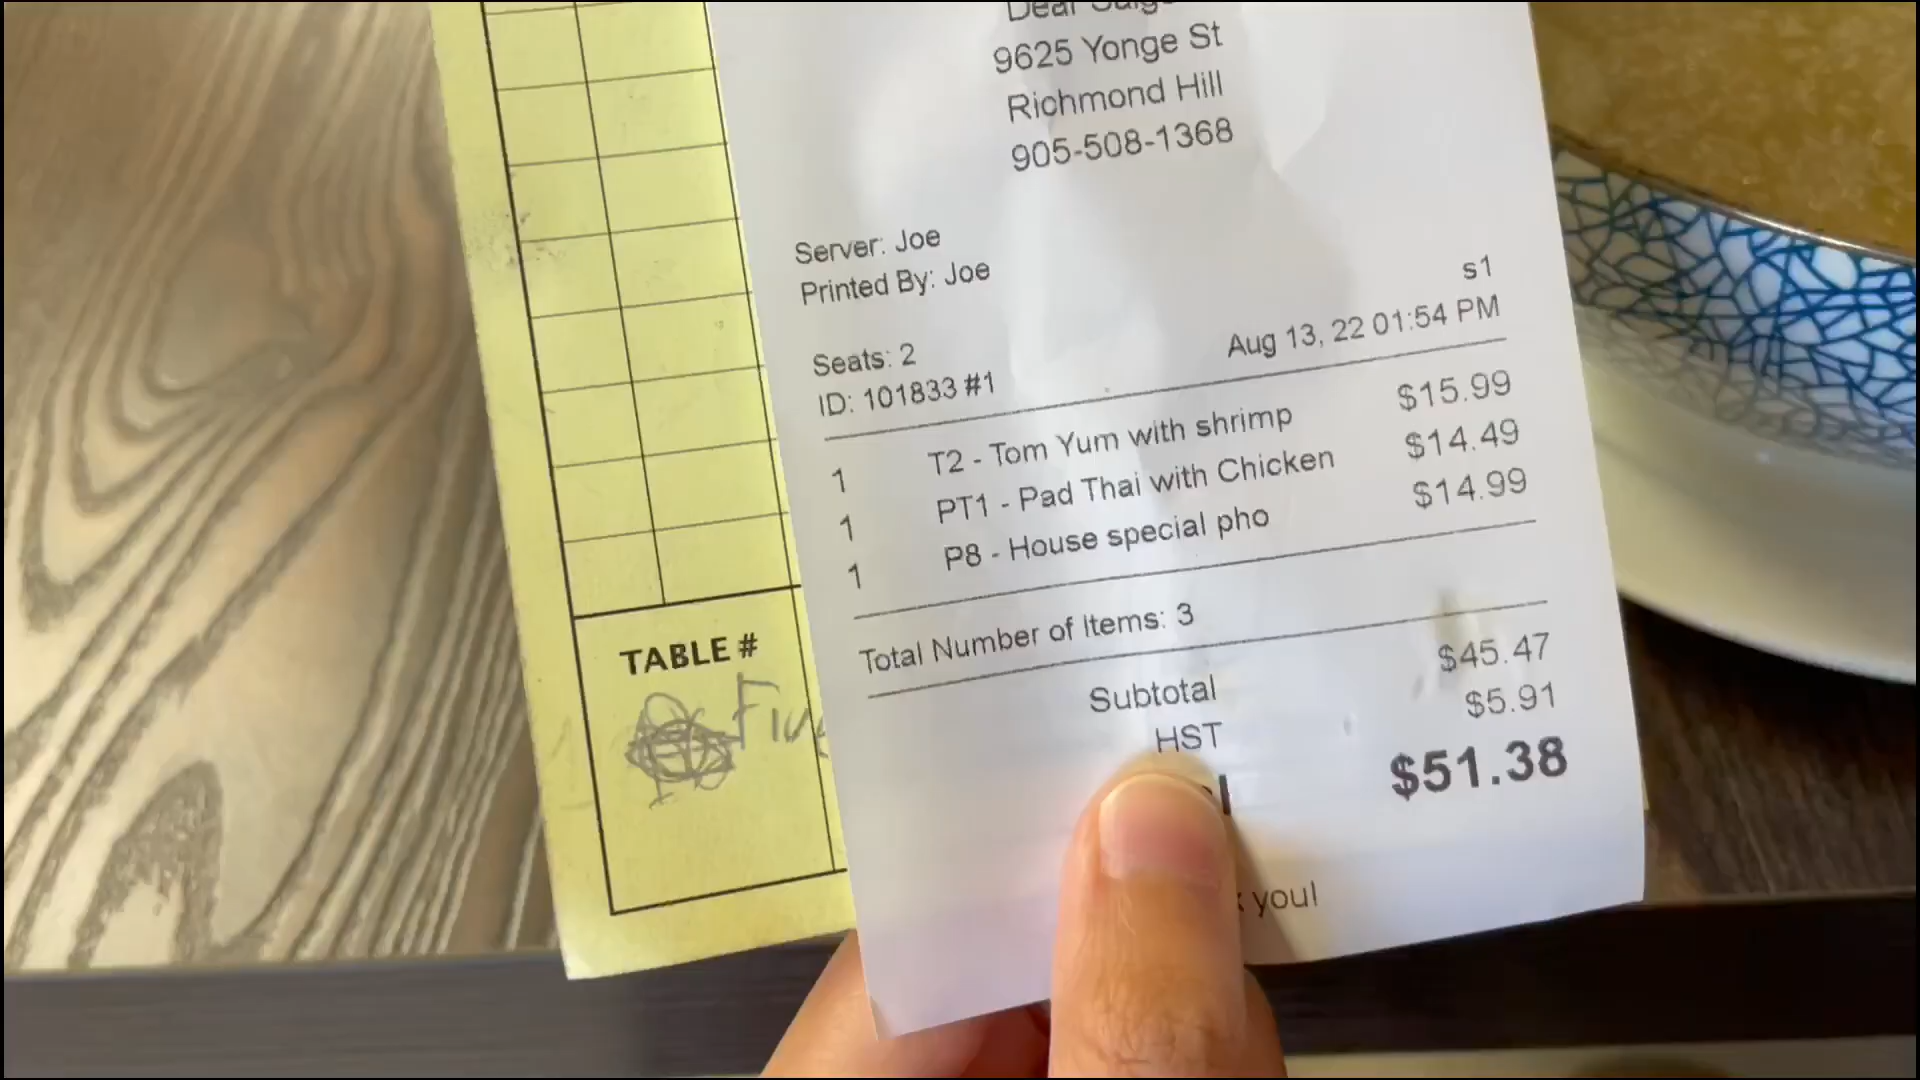 Dear
9625 Yonge St
Richmond Hill
905-508-1368
Server: Joe
Printed By: Joe
s1
Seats: 2
Aug 13, 22 01:54 PM
ID: 101833 #1
1 T2 - Tom Yum with shrimp $15.99
1 PT1 - Pad Thai with Chicken $14.49
1 P8 - House special pho $14.99
Total Number of Items: 3
Subtotal $45.47
HST $5.91
$51.38
you!
TABLE #